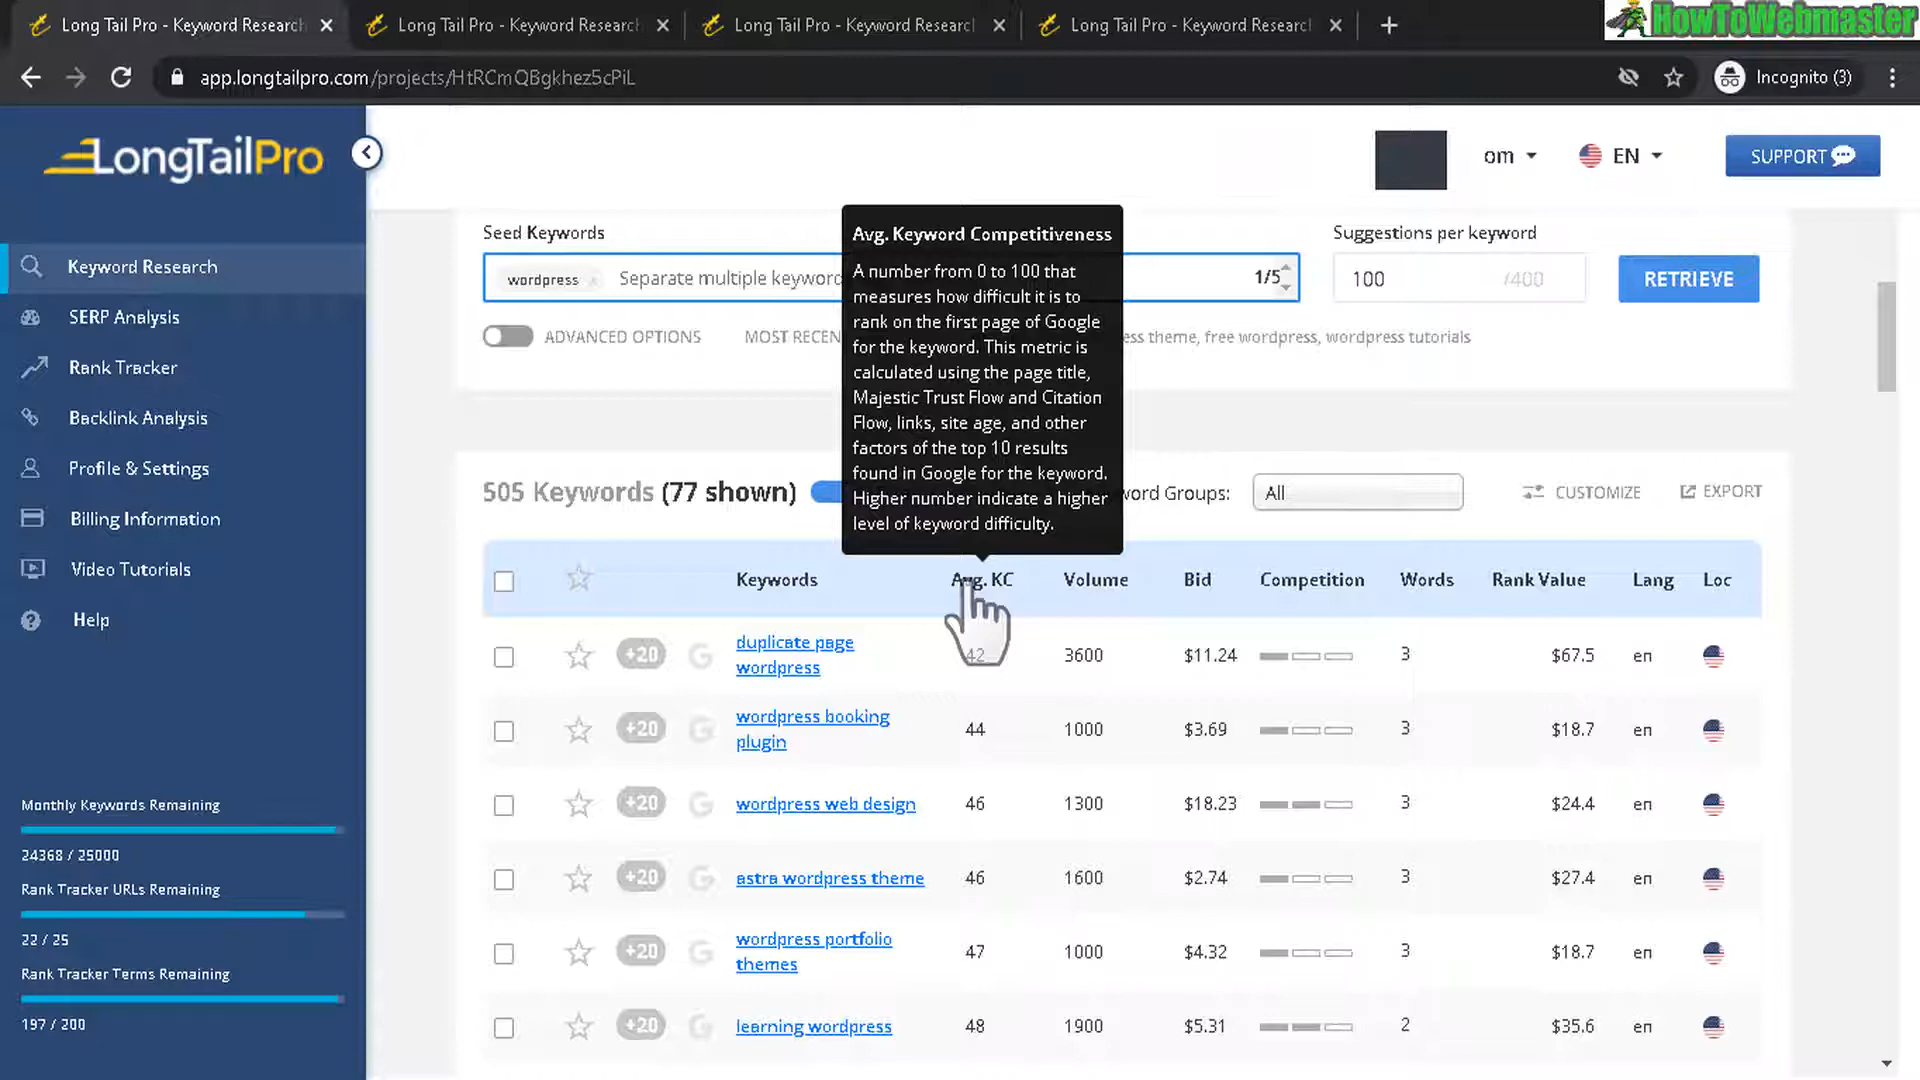 Long Tail Pro - Keyword Research
Long Tail Pro - Keyword Research
Long Tail Pro - Keyword Research
Long Tail Pro - Keyword Research
HowToWebmaster
app.longtailpro.com/projects/HtRCmQBgkhez5cPiL
Incognito (3)
LongTailPro
om
EN
SUPPORT
Keyword Research
SERP Analysis
Rank Tracker
Backlink Analysis
Profile & Settings
Billing Information
Video Tutorials
Help
Monthly Keywords Remaining
24368 / 25000
Rank Tracker URLs Remaining
22 / 25
Rank Tracker Terms Remaining
197 / 200
Seed Keywords
Suggestions per keyword
wordpress x Separate multiple keyword 1/5
100 /400
RETRIEVE
ADVANCED OPTIONS MOST RECEN ess theme, free wordpress, wordpress tutorials
Avg. Keyword Competitiveness
A number from 0 to 100 that
measures how difficult it is to
rank on the first page of Google
for the keyword. This metric is
calculated using the page title,
Majestic Trust Flow and Citation
Flow, links, site age, and other
factors of the top 10 results
found in Google for the keyword.
Higher number indicate a higher
level of keyword difficulty.
505 Keywords (77 shown) word Groups: All CUSTOMIZE EXPORT
Keywords Avg. KC Volume Bid Competition Words Rank Value Lang Loc
+20 G duplicate page
wordpress 42 3600 $11.24 3 $67.5 en
+20 G wordpress booking
plugin 44 1000 $3.69 3 $18.7 en
+20 G wordpress web design 46 1300 $18.23 3 $24.4 en
+20 G astra wordpress theme 46 1600 $2.74 3 $27.4 en
+20 G wordpress portfolio
themes 47 1000 $4.32 3 $18.7 en
+20 G learning wordpress 48 1900 $5.31 2 $35.6 en